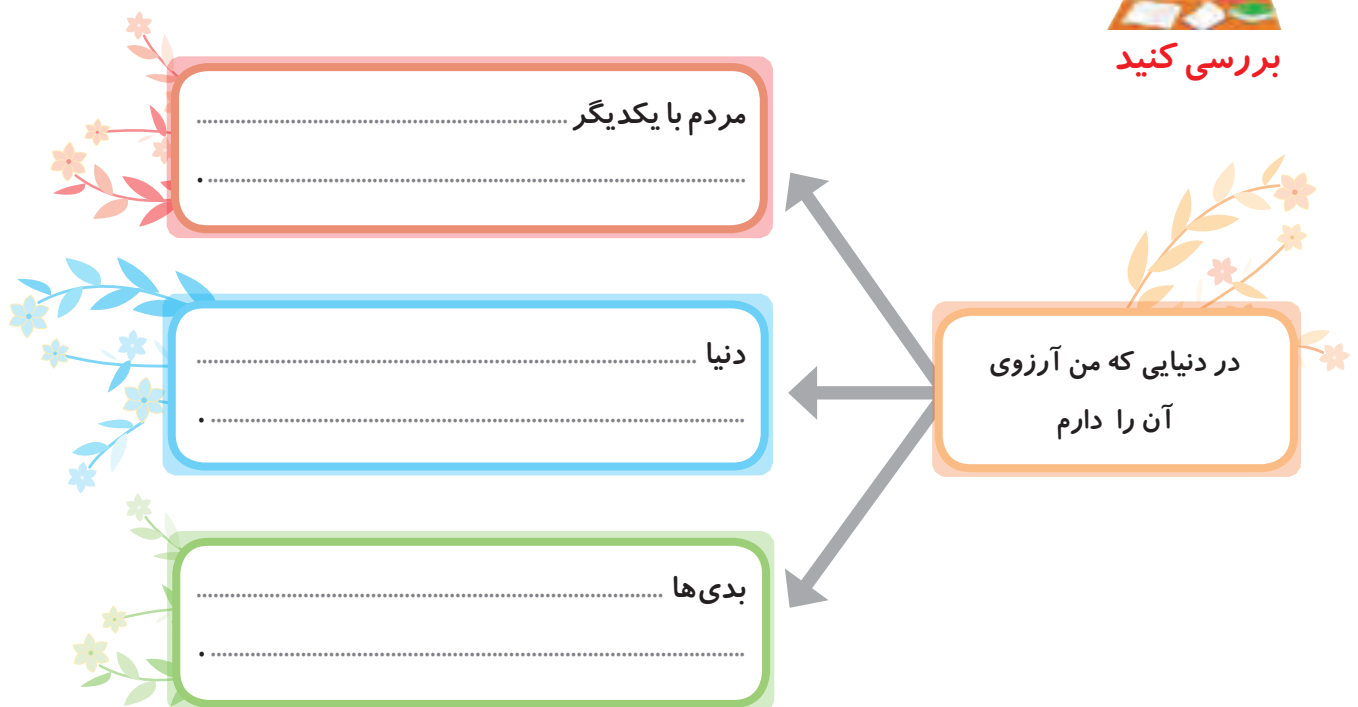 بررسی کنید
در دنیایی که من آرزوی
آن را دارم
مردم با یکدیگر ..............................
.............................. .
دنیا ..............................
.............................. .
بدی‌ها ..............................
.............................. .